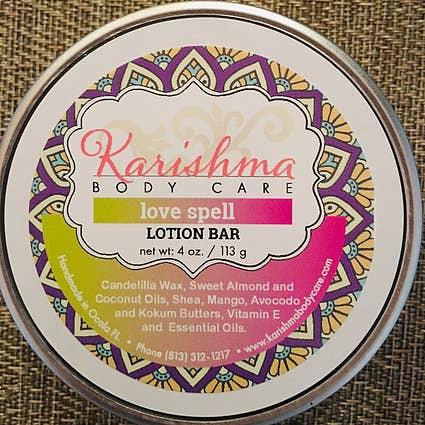 Karishma
BODY CARE
love spell
LOTION BAR
net wt: 4 oz. / 113 g
Candelilla Wax, Sweet Almond and
Coconut Oils, Shea, Mango, Avocodo
and Kokum Butters, Vitamin E
and Essential Oils.
Handmade in Ocala FL • Phone (813) 312-1217 • www.karishmabodycare.com